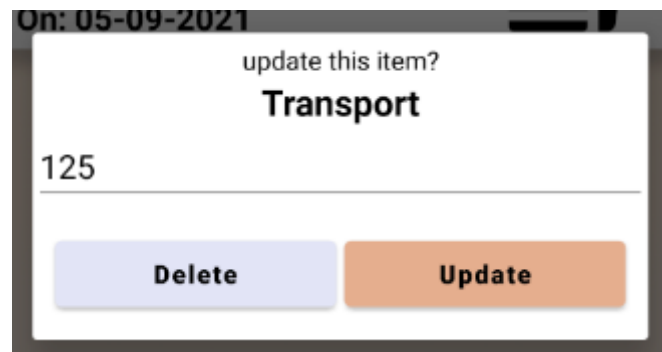 On: 05-09-2021
update this item?
Transport
125
Delete Update